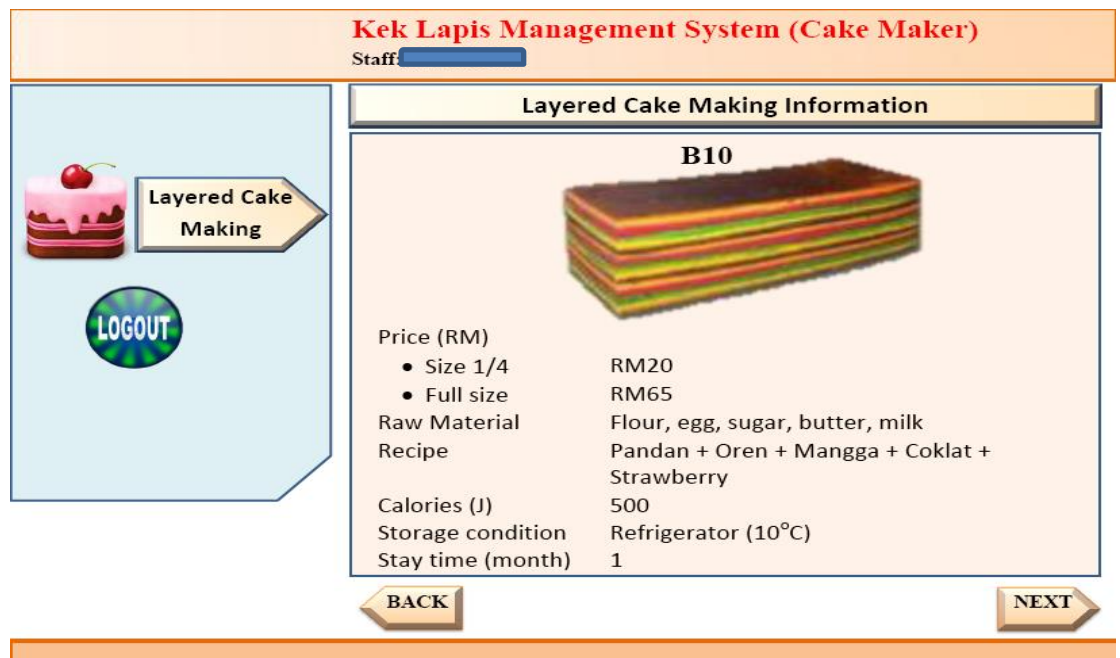 Kek Lapis Management System (Cake Maker)
Staff:
Layered Cake Making Information
Layered Cake
Making
LOGOUT
B10
Price (RM)
• Size 1/4 RM20
• Full size RM65
Raw Material Flour, egg, sugar, butter, milk
Recipe Pandan + Oren + Mangga + Coklat +
Strawberry
Calories (J) 500
Storage condition Refrigerator (10°C)
Stay time (month) 1
BACK
NEXT